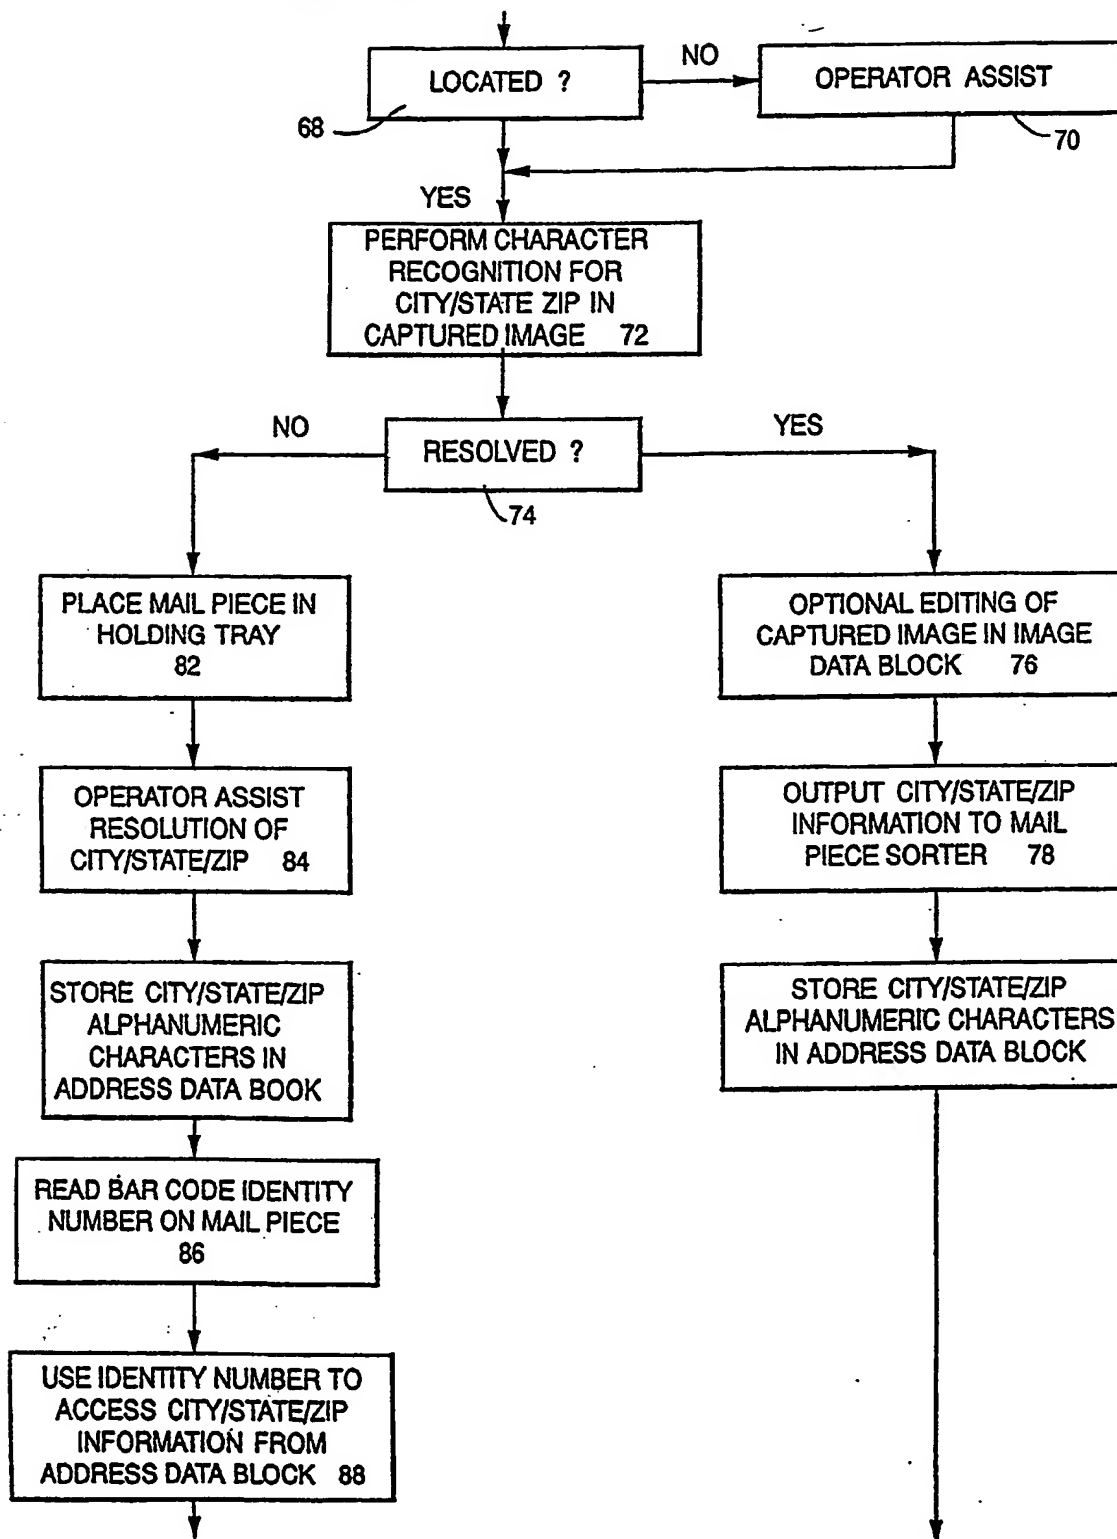 LOCATED ?
NO
OPERATOR ASSIST
68
70
YES
PERFORM CHARACTER
RECOGNITION FOR
CITY/STATE ZIP IN
CAPTURED IMAGE 72
NO
RESOLVED ?
YES
74
PLACE MAIL PIECE IN
HOLDING TRAY
82
OPERATOR ASSIST
RESOLUTION OF
CITY/STATE/ZIP 84
STORE CITY/STATE/ZIP
ALPHANUMERIC
CHARACTERS IN
ADDRESS DATA BOOK
READ BAR CODE IDENTITY
NUMBER ON MAIL PIECE
86
USE IDENTITY NUMBER TO
ACCESS CITY/STATE/ZIP
INFORMATION FROM
ADDRESS DATA BLOCK 88
OPTIONAL EDITING OF
CAPTURED IMAGE IN IMAGE
DATA BLOCK 76
OUTPUT CITY/STATE/ZIP
INFORMATION TO MAIL
PIECE SORTER 78
STORE CITY/STATE/ZIP
ALPHANUMERIC CHARACTERS
IN ADDRESS DATA BLOCK